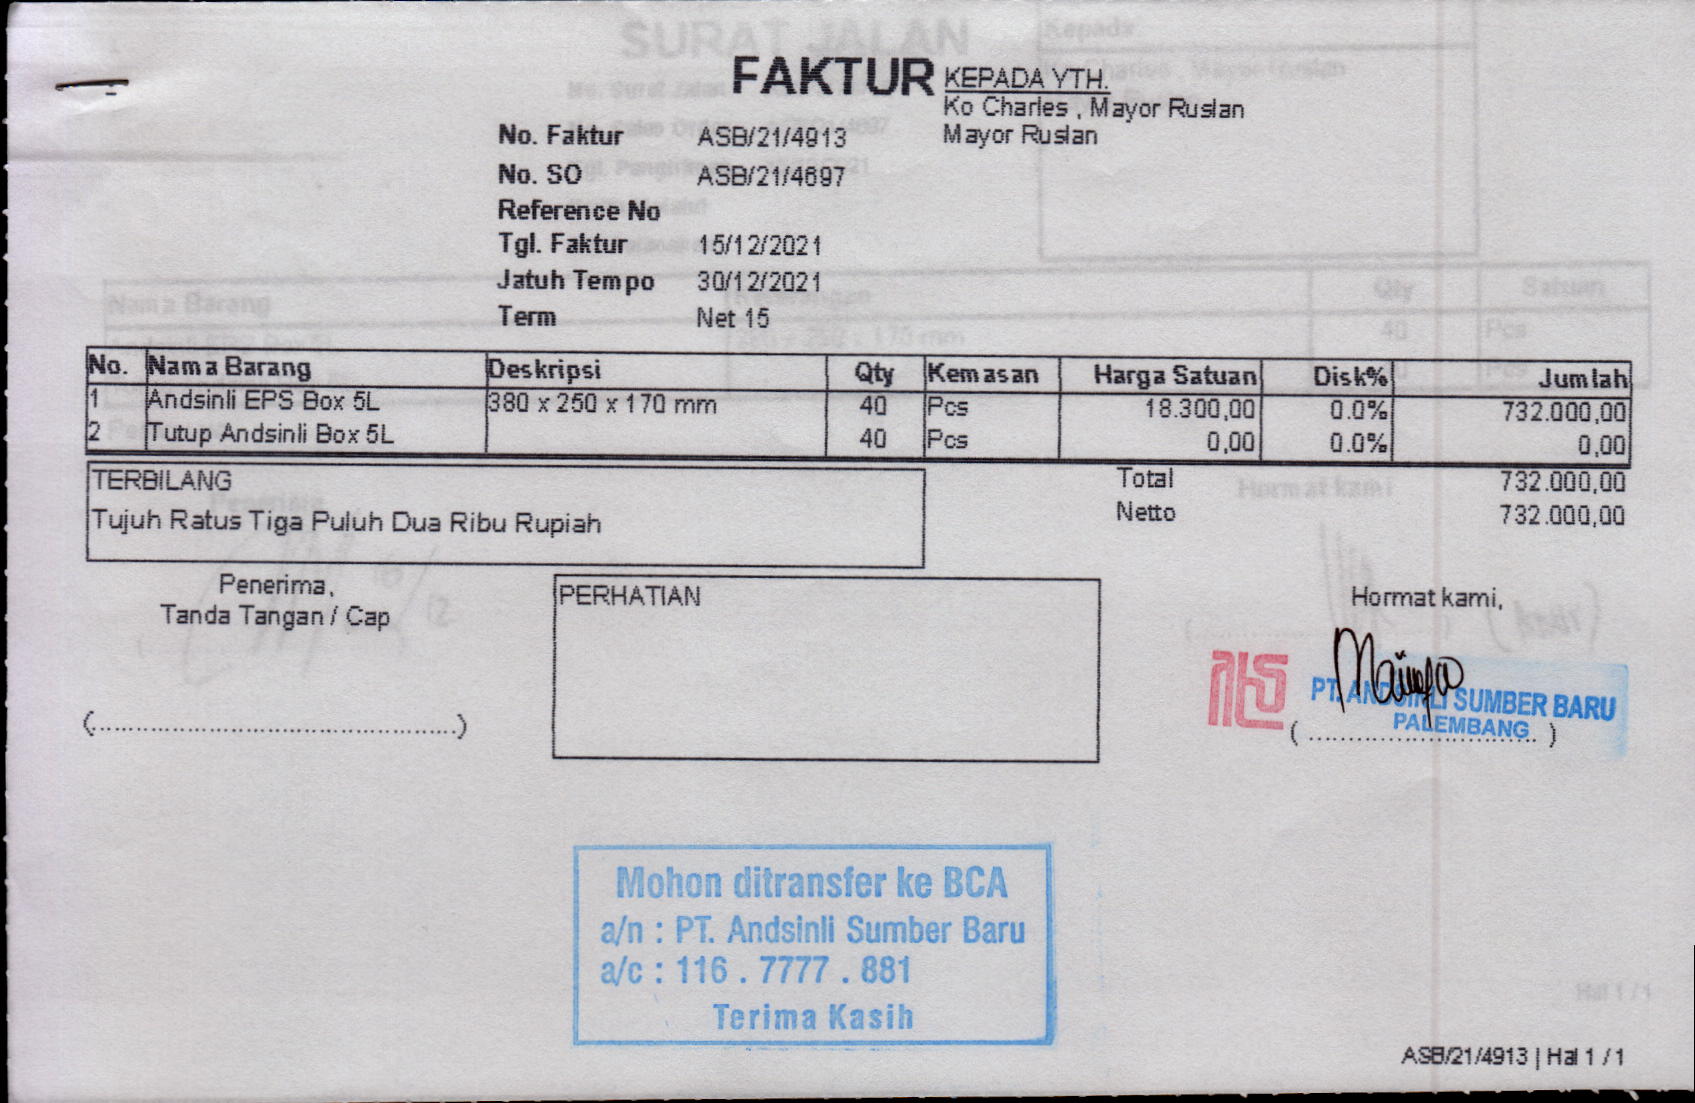 FAKTUR
KEPADA YTH.
Ko Charles , Mayor Ruslan
Mayor Ruslan
No. Faktur ASB/21/4913
No. SO ASB/21/4697
Reference No
Tgl. Faktur 15/12/2021
Jatuh Tempo 30/12/2021
Term Net 15
No. Nama Barang Deskripsi Qty Kemasan Harga Satuan Disk% Jumlah
1 Andsinli EPS Box 5L 380 x 250 x 170 mm 40 Pcs 18.300,00 0.0% 732.000,00
2 Tutup Andsinli Box 5L 40 Pcs 0,00 0.0% 0,00
TERBILANG
Tujuh Ratus Tiga Puluh Dua Ribu Rupiah
Total 732.000,00
Netto 732.000,00
Penerima,
Tanda Tangan / Cap
(................................................)
PERHATIAN
Hormat kami,
PT. ANDSINLI SUMBER BARU
PALEMBANG
( .............................. )
Mohon ditransfer ke BCA
a/n : PT. Andsinli Sumber Baru
a/c : 116 . 7777 . 881
Terima Kasih
ASB/21/4913 | Hal 1 / 1